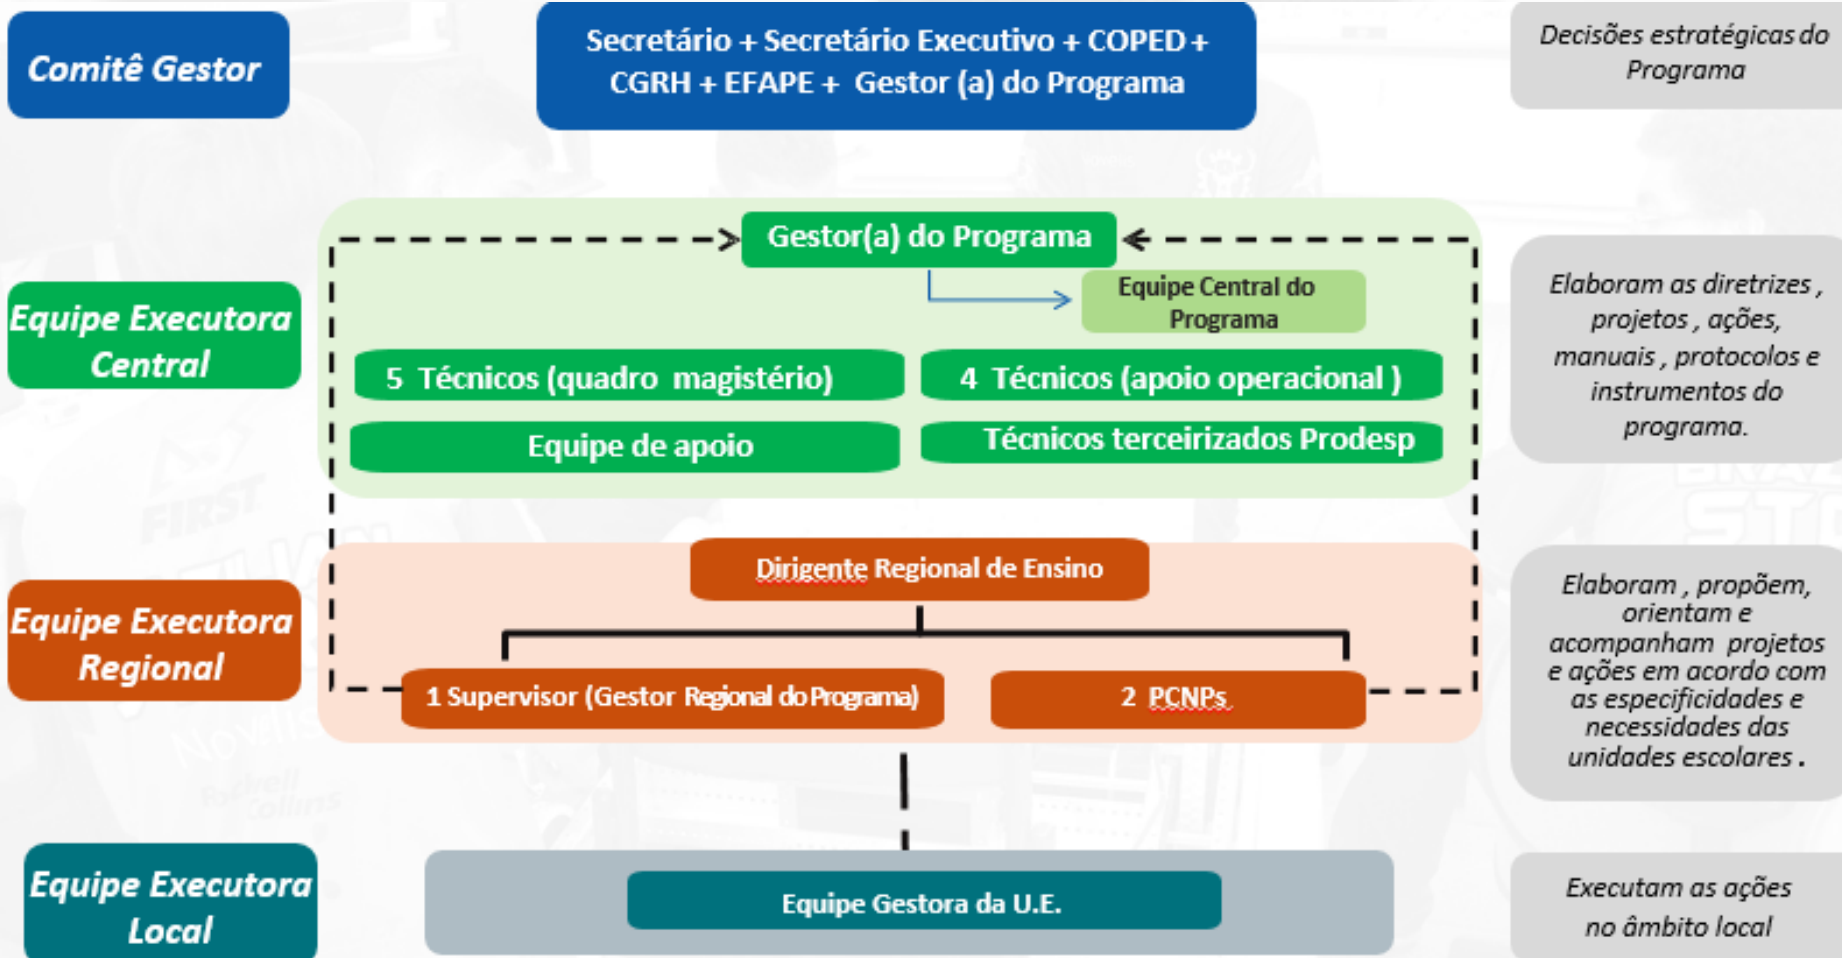 Comitê Gestor
Secretário + Secretário Executivo + COPED +
CGRH + EFAPE + Gestor (a) do Programa
Decisões estratégicas do
Programa
Equipe Executora
Central
Gestor(a) do Programa
Equipe Central do
Programa
5 Técnicos (quadro magistério)
4 Técnicos (apoio operacional )
Equipe de apoio
Técnicos terceirizados Prodesp
Elaboram as diretrizes ,
projetos , ações,
manuais , protocolos e
instrumentos do
programa.
Equipe Executora
Regional
Dirigente Regional de Ensino
1 Supervisor (Gestor Regional do Programa)
2 PCNPs
Elaboram , propõem,
orientam e
acompanham projetos
e ações em acordo com
as especificidades e
necessidades das
unidades escolares .
Equipe Executora
Local
Equipe Gestora da U.E.
Executam as ações
no âmbito local
FIRST